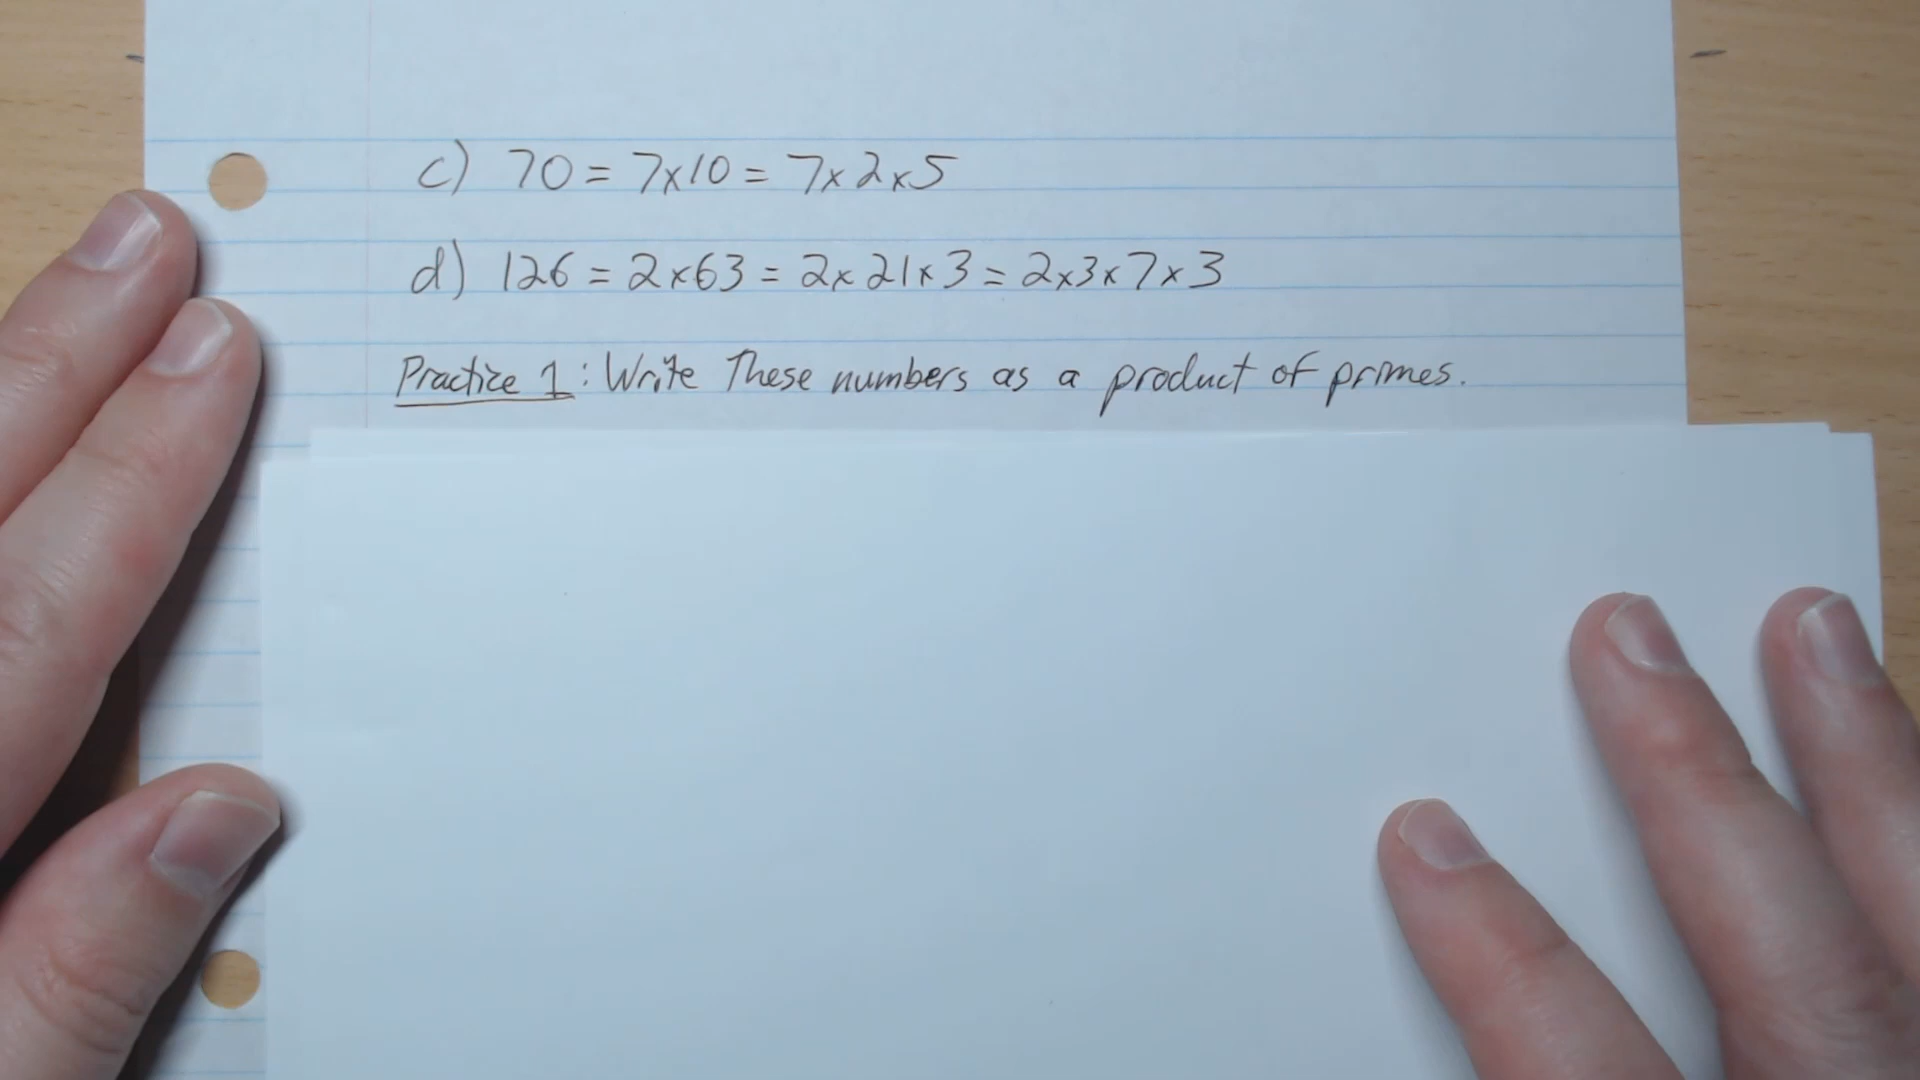 c) 70 = 7x10 = 7x2x5
d) 126 = 2x63 = 2x21x3 = 2x3x7x3
Practice 1: Write These numbers as a product of primes.